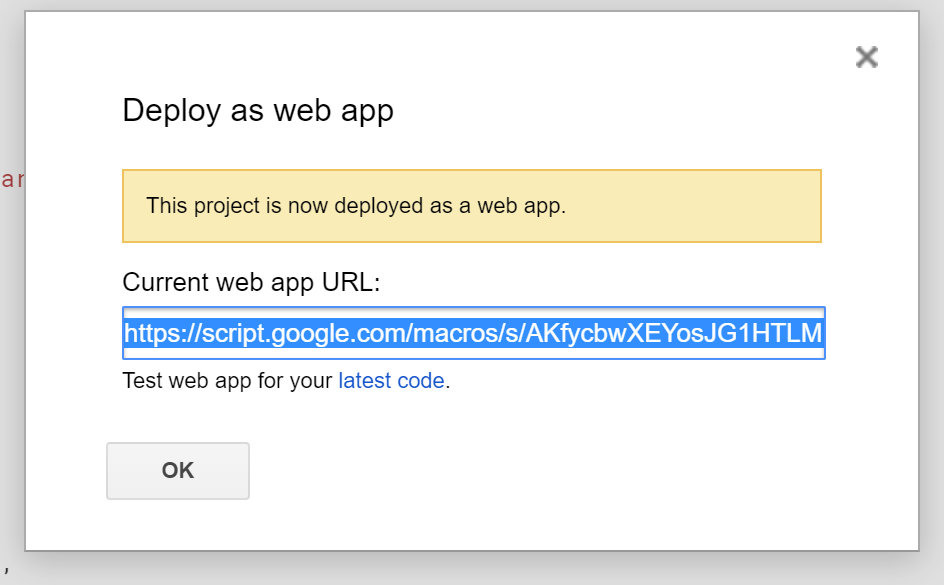 Deploy as web app
ar
This project is now deployed as a web app.
Current web app URL:
https://script.google.com/macros/s/AKfycbwXEYosJG1HTLM
Test web app for your latest code.
OK
,